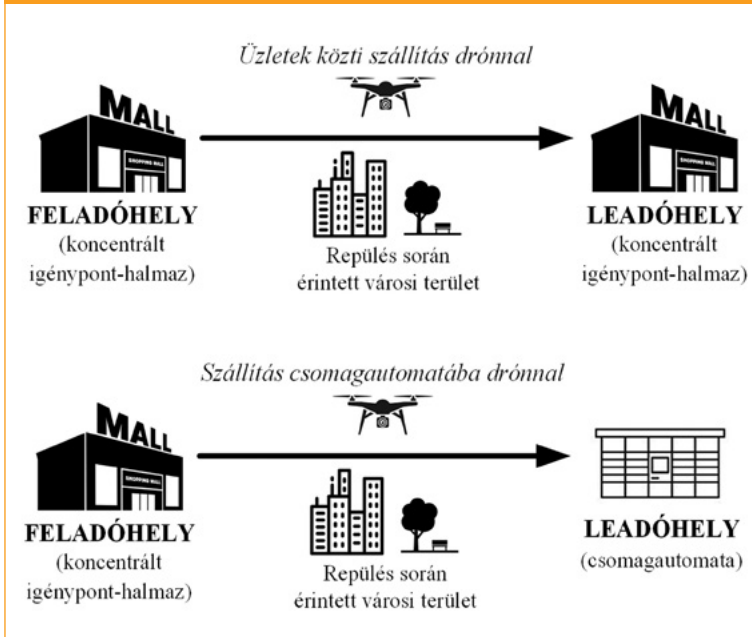 Üzletek közti szállítás drónnal
MALL
SHOPPING MALL
FELADÓHELY
(koncentrált
igénypont-halmaz)
Repülés során
érintett városi terület
MALL
SHOPPING MALL
LEADÓHELY
(koncentrált
igénypont-halmaz)
Szállítás csomagautomatába drónnal
MALL
SHOPPING MALL
FELADÓHELY
(koncentrált
igénypont-halmaz)
Repülés során
érintett városi terület
LEADÓHELY
(csomagautomata)